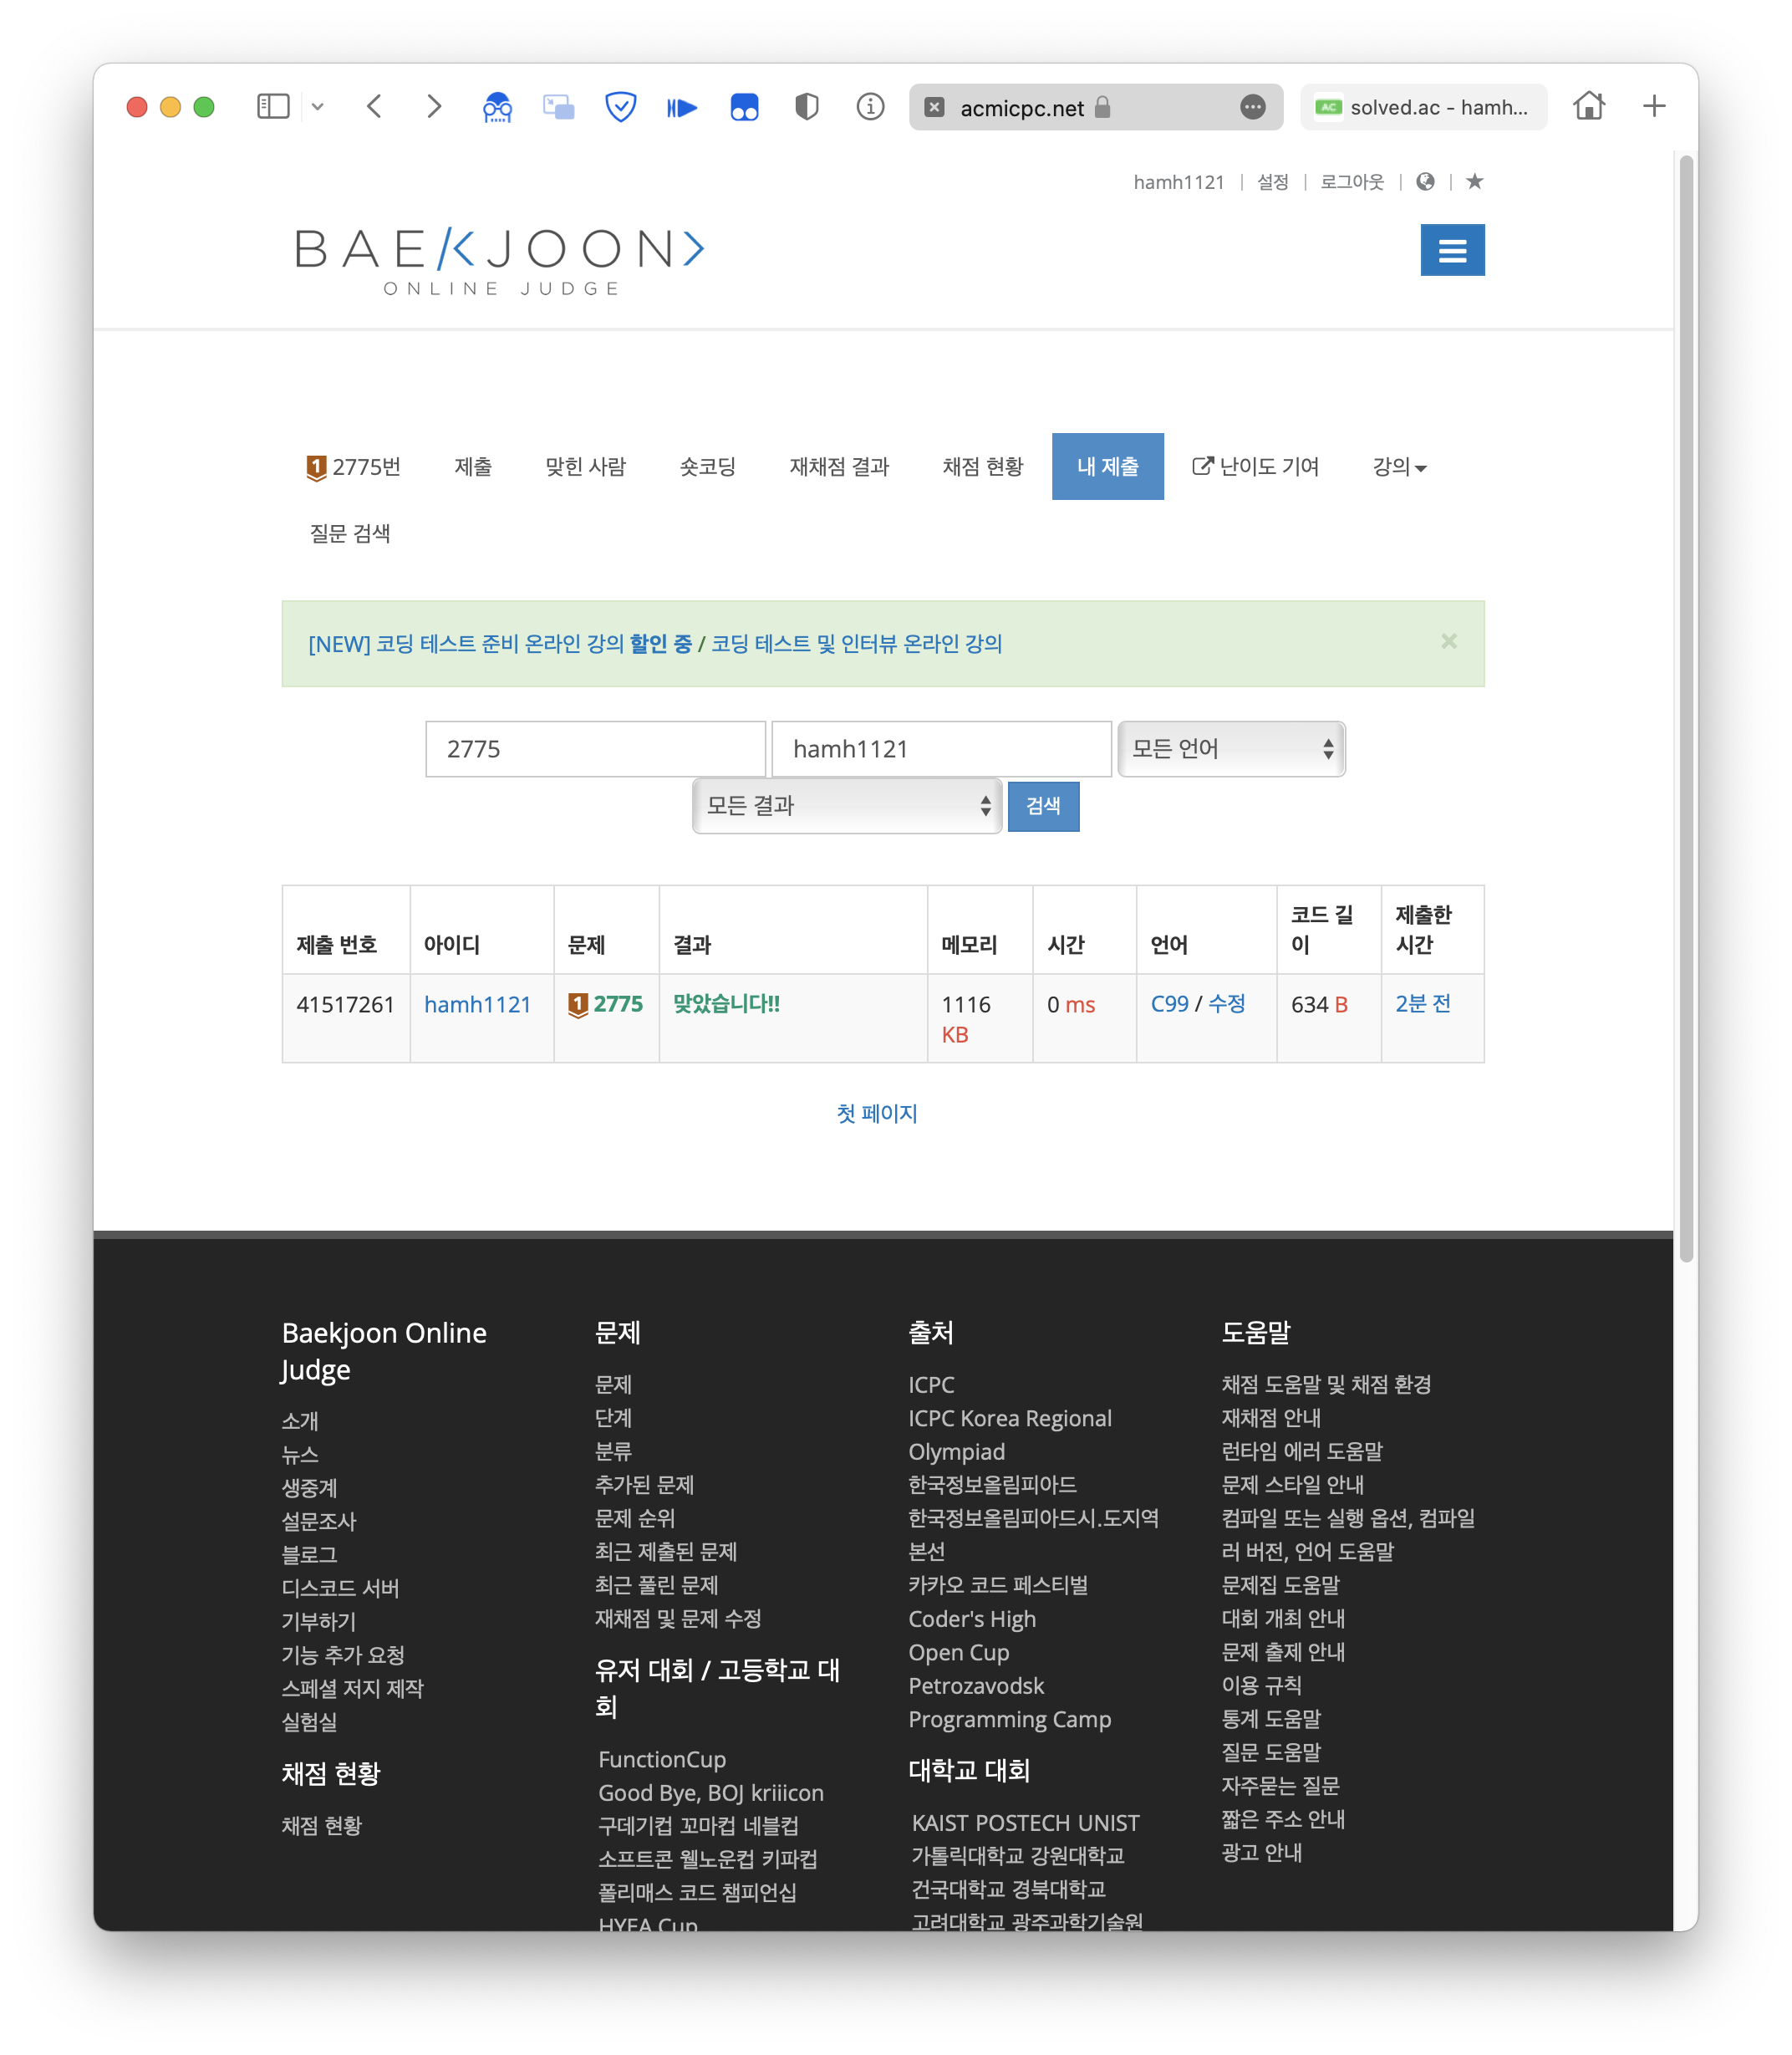 acmicpc.net
AC solved.ac - hamh...
hamh1121 | 설정 | 로그아웃 | |
BAEKJOON
ONLINE JUDGE
1 2775번 제출 맞힌 사람 숏코딩 재채점 결과 채점 현황 내 제출 난이도 기여 강의
질문 검색
[NEW] 코딩 테스트 준비 온라인 강의 할인 중 / 코딩 테스트 및 인터뷰 온라인 강의 ×
2775 hamh1121 모든 언어
모든 결과 검색
제출 번호 아이디 문제 결과 메모리 시간 언어 코드 길이 제출한 시간
41517261 hamh1121 1 2775 맞았습니다!! 1116 KB 0 ms C99 / 수정 634 B 2분 전
첫 페이지
Baekjoon Online
Judge
소개
뉴스
생중계
설문조사
블로그
디스코드 서버
기부하기
기능 추가 요청
스페셜 저지 제작
실험실
채점 현황
채점 현황
문제
문제
단계
분류
추가된 문제
문제 순위
최근 제출된 문제
최근 풀린 문제
재채점 및 문제 수정
유저 대회 / 고등학교 대
회
FunctionCup
Good Bye, BOJ kriiicon
구데기컵 꼬마컵 네블컵
소프트콘 웰노운컵 키파컵
폴리매스 코드 챔피언십
HYEA Cup
출처
ICPC
ICPC Korea Regional
Olympiad
한국정보올림피아드
한국정보올림피아드시.도지역
본선
카카오 코드 페스티벌
Coder's High
Open Cup
Petrozavodsk
Programming Camp
대학교 대회
KAIST POSTECH UNIST
가톨릭대학교 강원대학교
건국대학교 경북대학교
고려대학교 광주과학기술원
도움말
채점 도움말 및 채점 환경
재채점 안내
런타임 에러 도움말
문제 스타일 안내
컴파일 또는 실행 옵션, 컴파일
러 버전, 언어 도움말
문제집 도움말
대회 개최 안내
문제 출제 안내
이용 규칙
통계 도움말
질문 도움말
자주묻는 질문
짧은 주소 안내
광고 안내